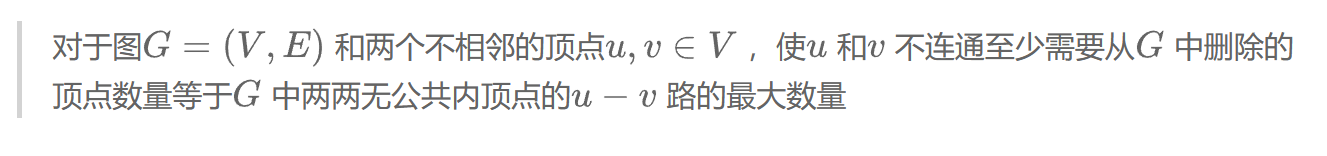 对于图G = (V, E) 和两个不相邻的顶点u, v ∈ V ，使u 和v 不连通至少需要从G 中删除的
顶点数量等于G 中两两无公共内顶点的u − v 路的最大数量